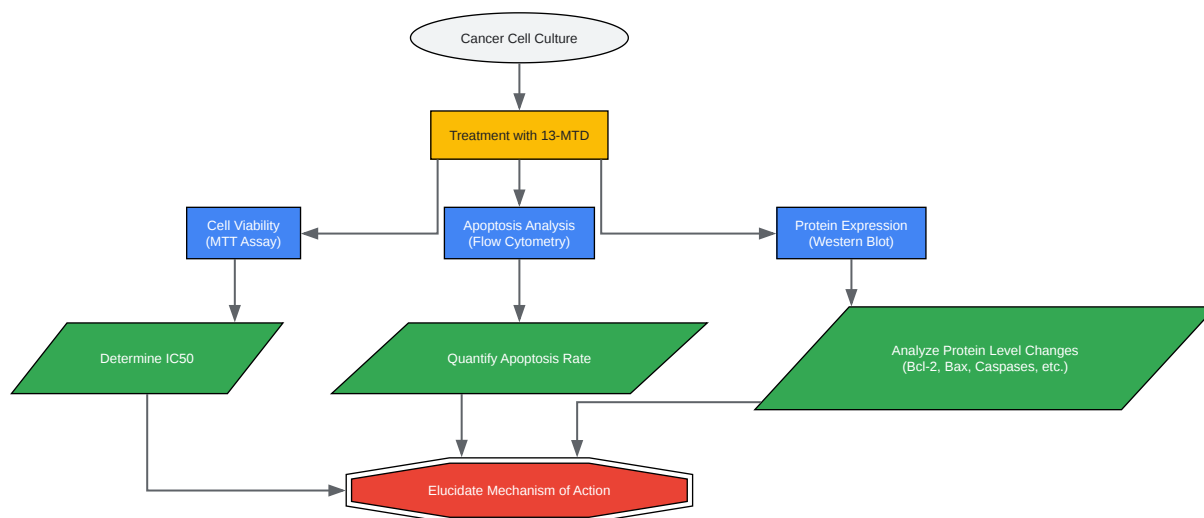 Cancer Cell Culture
Treatment with 13-MTD
Cell Viability
(MTT Assay)
Apoptosis Analysis
(Flow Cytometry)
Protein Expression
(Western Blot)
Determine IC50
Quantify Apoptosis Rate
Analyze Protein Level Changes
(Bcl-2, Bax, Caspases, etc.)
Elucidate Mechanism of Action